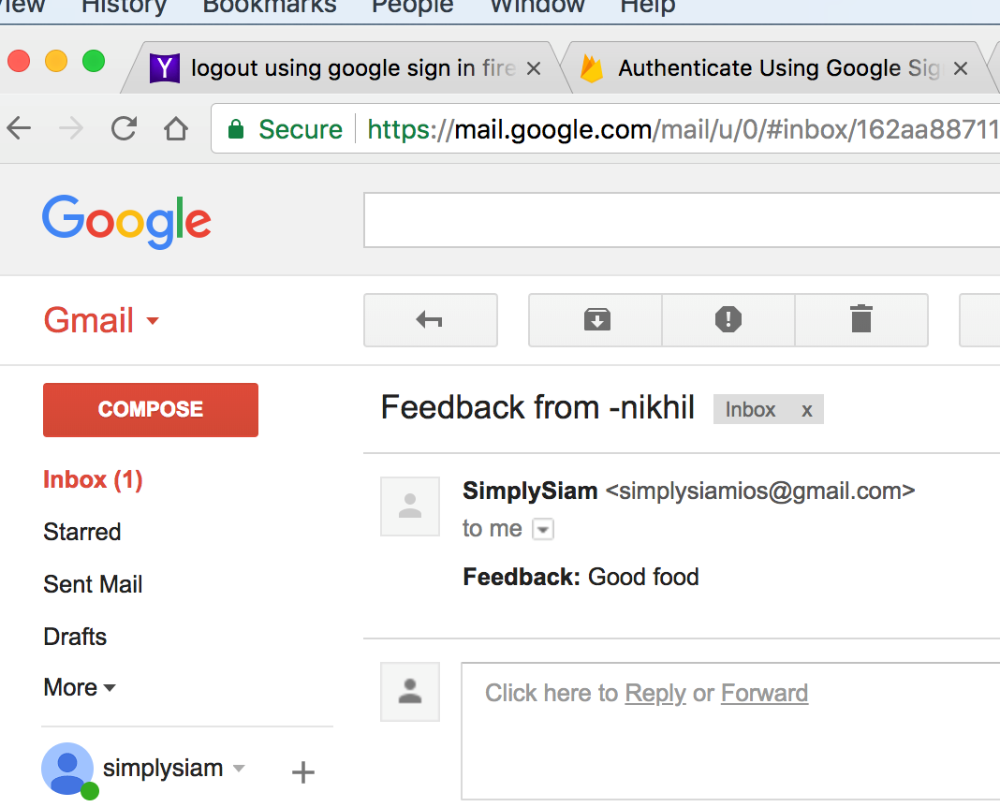 View History Bookmarks People Window Help
Y logout using google sign in fire × Authenticate Using Google Sig ×
Secure https://mail.google.com/mail/u/0/#inbox/162aa88711
Google
Gmail
COMPOSE
Feedback from -nikhil Inbox x
Inbox (1)
SimplySiam <simplysiamios@gmail.com>
to me
Starred
Feedback: Good food
Sent Mail
Drafts
More
Click here to Reply or Forward
simplysiam +